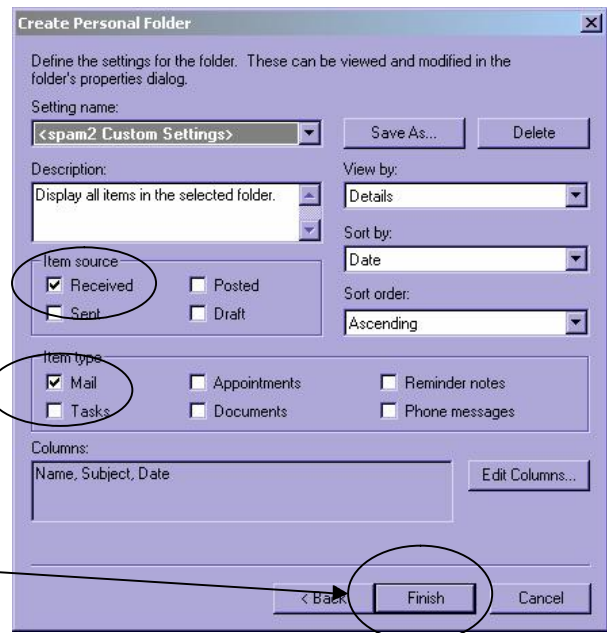 Create Personal Folder
Define the settings for the folder.  These can be viewed and modified in the
folder's properties dialog.
Setting name:
<spam2 Custom Settings>
Save As...
Delete
Description:
Display all items in the selected folder.
View by:
Details
Sort by:
Date
Sort order:
Ascending
Item source
Received
Posted
Sent
Draft
Item type
Mail
Appointments
Reminder notes
Tasks
Documents
Phone messages
Columns:
Name, Subject, Date
Edit Columns...
< Back
Finish
Cancel